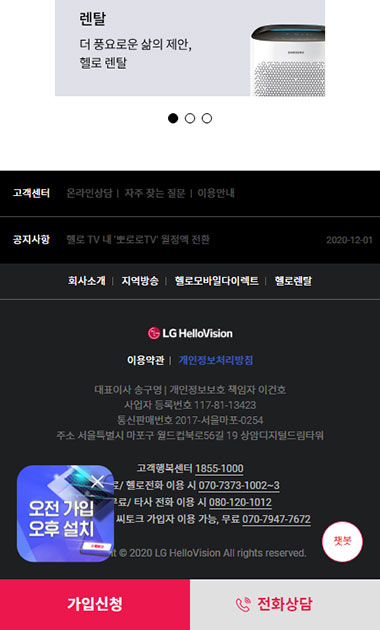 렌탈
더 풍요로운 삶의 제안,
헬로 렌탈
SAMSUNG
고객센터 온라인상담 | 자주 찾는 질문 | 이용안내
공지사항 헬로 TV 내 '뽀로로TV' 월정액 전환 2020-12-01
회사소개 | 지역방송 | 헬로모바일다이렉트 | 헬로렌탈
LG HelloVision
이용약관 | 개인정보처리방침
대표이사 송구영 | 개인정보보호 책임자 이건호
사업자 등록번호 117-81-13423
통신판매번호 2017-서울마포-0254
주소 서울특별시 마포구 월드컵북로56길 19 상암디지털드림타워
고객행복센터 1855-1000
료/ 헬로전화 이용 시 070-7373-1002~3
무료/ 타사 전화 이용 시 080-120-1012
씨토크 가입자 이용 가능, 무료 070-7947-7672
오전 가입
오후 설치
챗봇
© 2020 LG HelloVision All rights reserved.
가입신청 전화상담